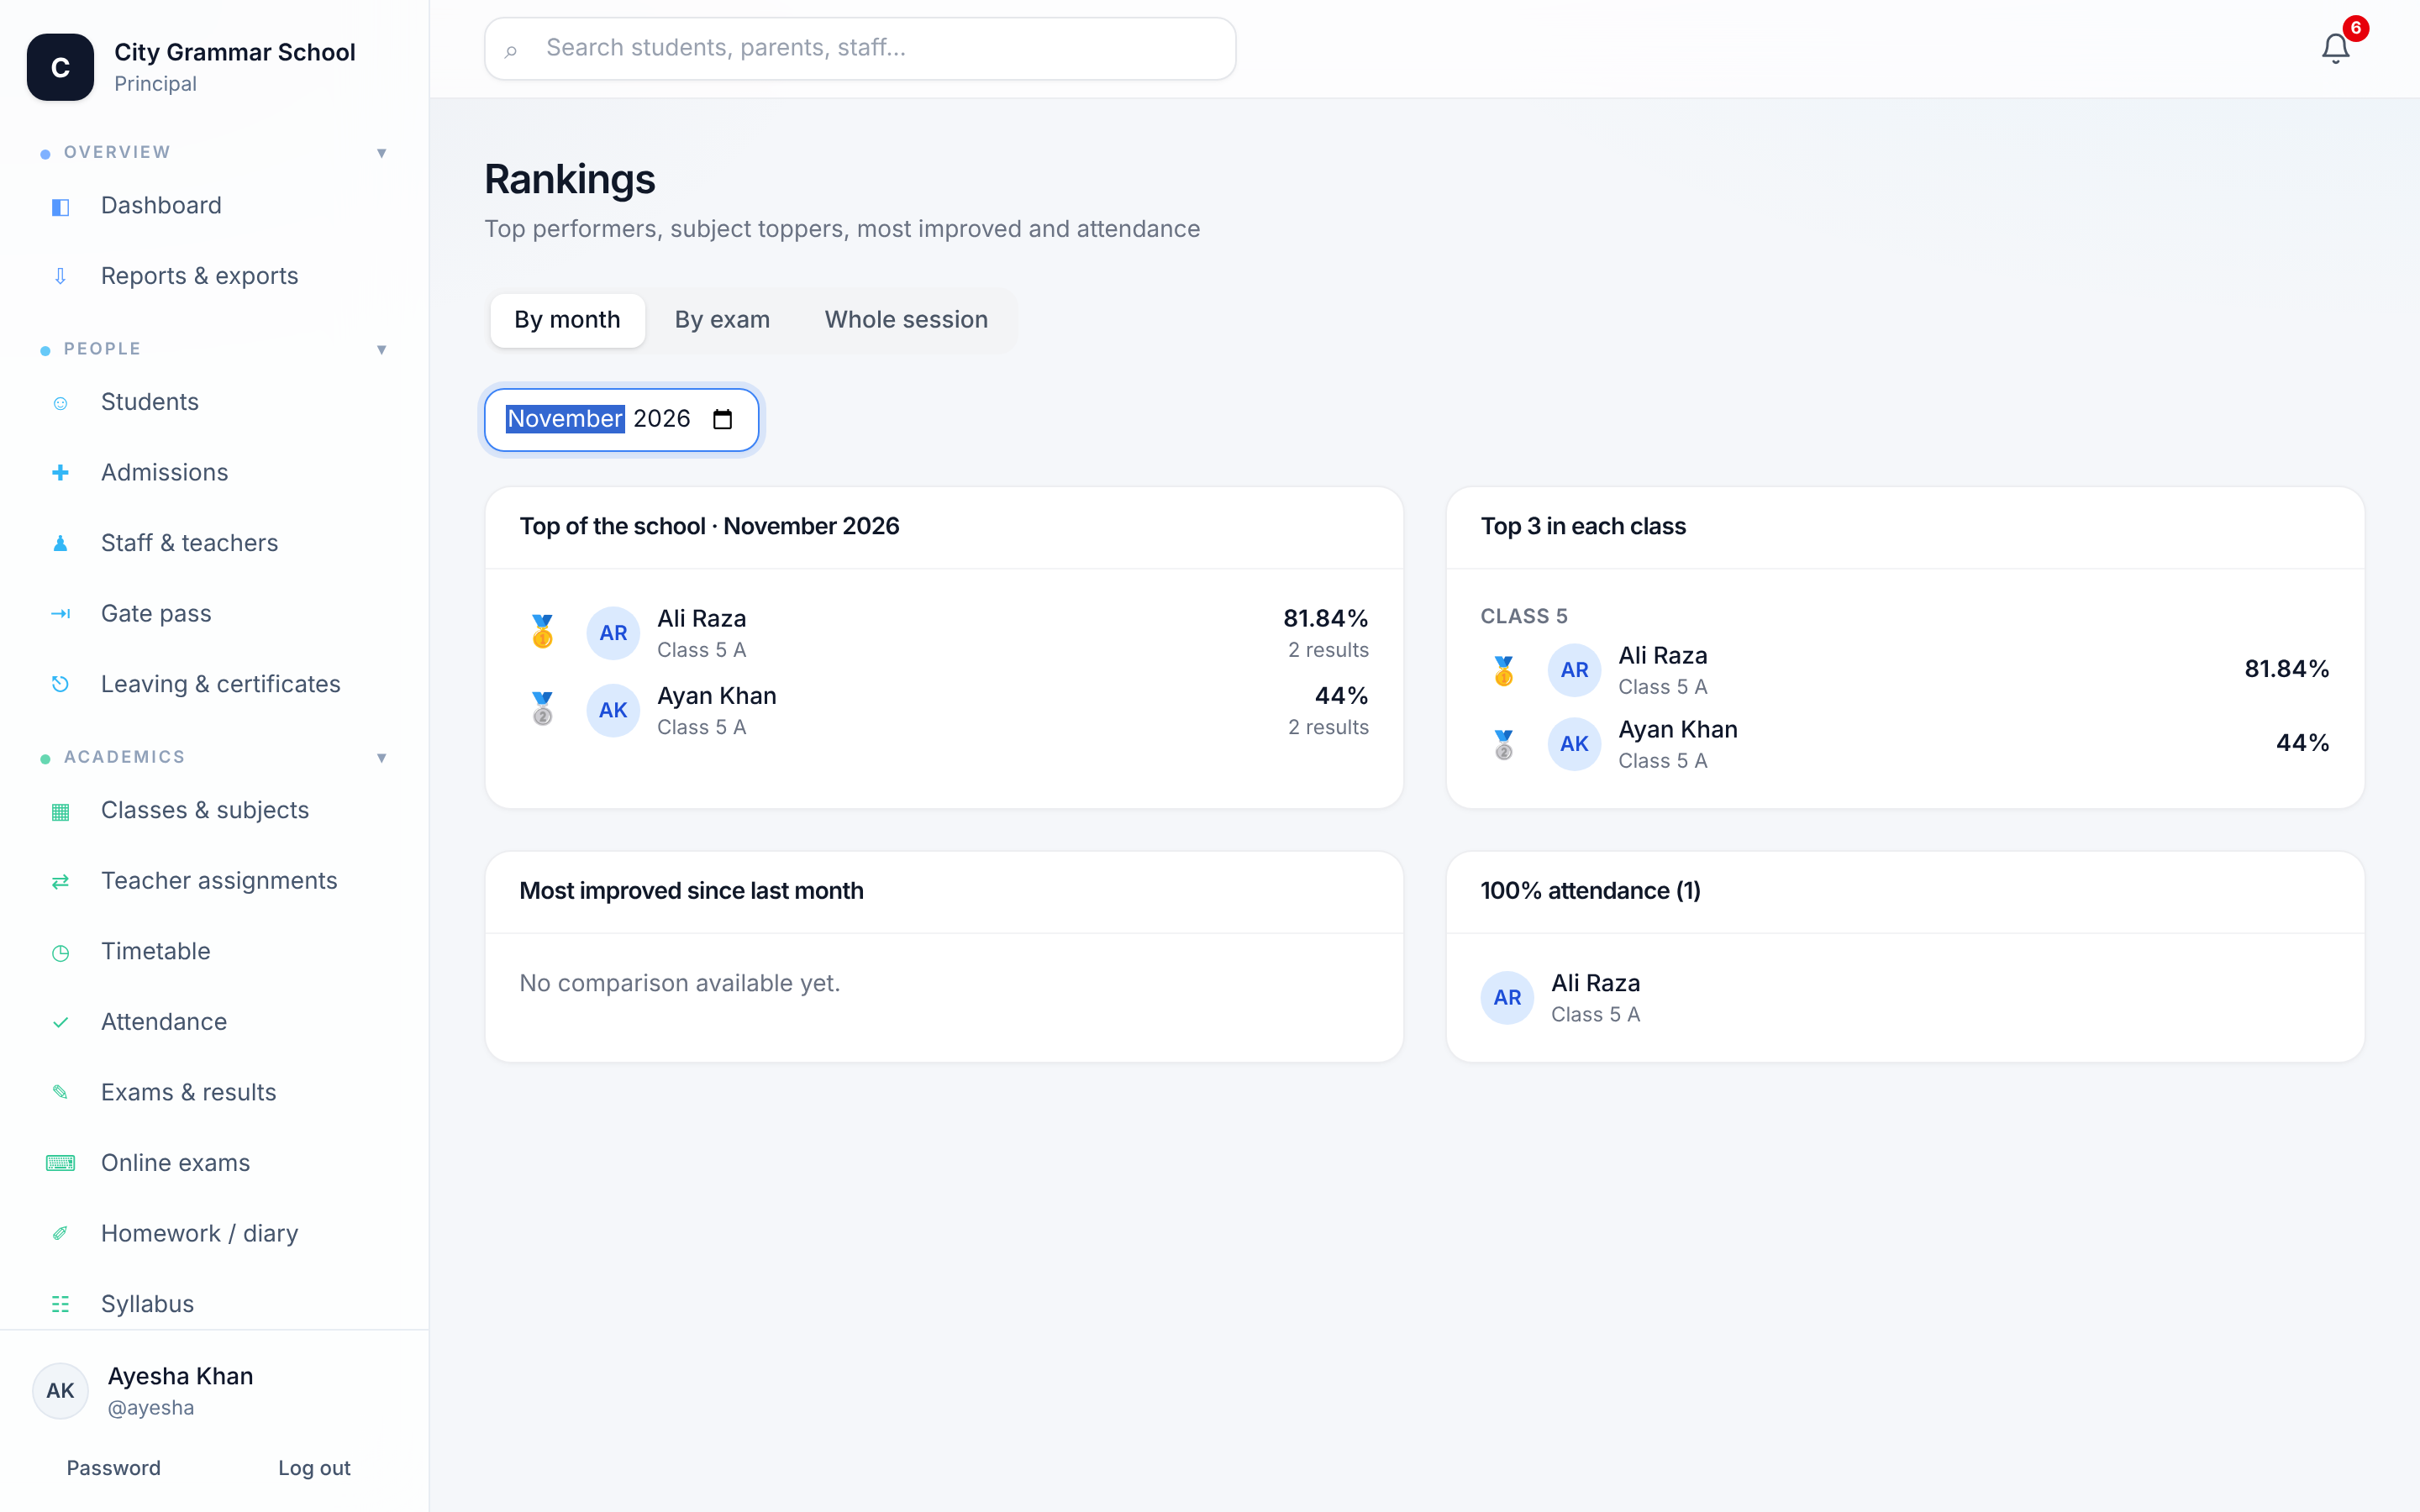 C
City Grammar School
Principal
OVERVIEW
Dashboard
Reports & exports
PEOPLE
Students
Admissions
Staff & teachers
Gate pass
Leaving & certificates
ACADEMICS
Classes & subjects
Teacher assignments
Timetable
Attendance
Exams & results
Online exams
Homework / diary
Syllabus
AK
Ayesha Khan
@ayesha
Password
Log out
Search students, parents, staff...
6
Rankings
Top performers, subject toppers, most improved and attendance
By month
By exam
Whole session
November 2026
Top of the school · November 2026
1
AR
Ali Raza
81.84%
Class 5 A
2 results
2
AK
Ayan Khan
44%
Class 5 A
2 results
Top 3 in each class
CLASS 5
1
AR
Ali Raza
Class 5 A
81.84%
2
AK
Ayan Khan
Class 5 A
44%
Most improved since last month
No comparison available yet.
100% attendance (1)
AR
Ali Raza
Class 5 A